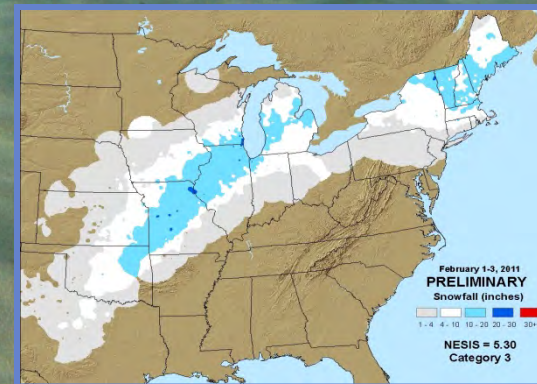 February 1-3, 2011
PRELIMINARY
Snowfall (inches)
1 - 4 4 - 10 10 - 20 20 - 30 30+
NESIS = 5.30
Category 3